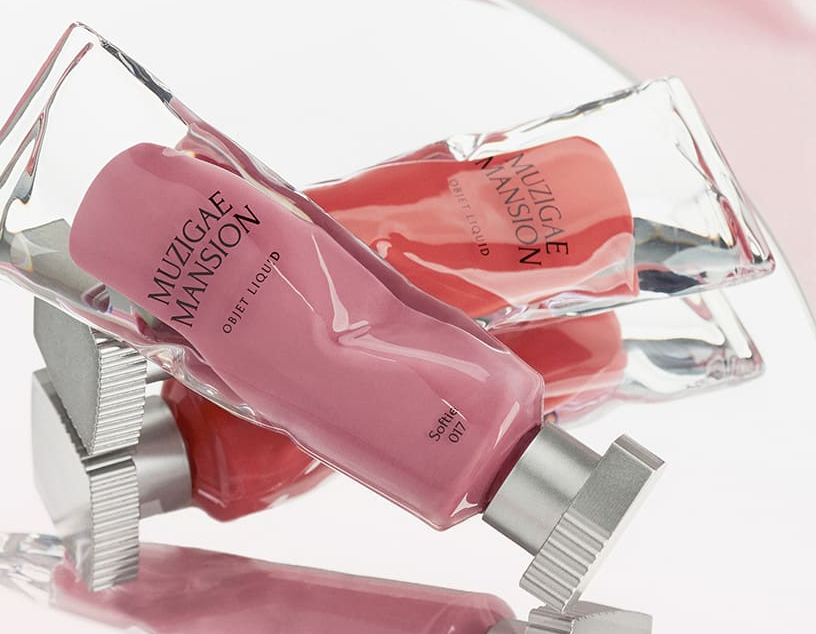 MUZIGAE
MANSION
OBJET LIQUID
Softie
017
MUZIGAE
MANSION
OBJET LIQUID